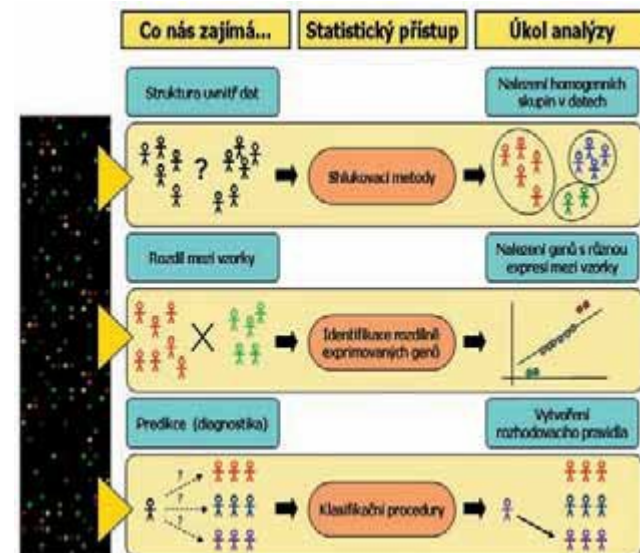 Co nás zajímá...
Statistický přístup
Úkol analýzy
Struktura uvnitř dat
Nalezení homogenních
skupin v datech
?
Shlukovací metody
Rozdíl mezi vzorky
Nalezení genů s různou
expresí mezi vzorky
Identifikace rozdílně
exprimovaných genů
Predikce (diagnostika)
Vytvoření
rozhodovacího pravidla
?
?
?
Klasifikační procedury